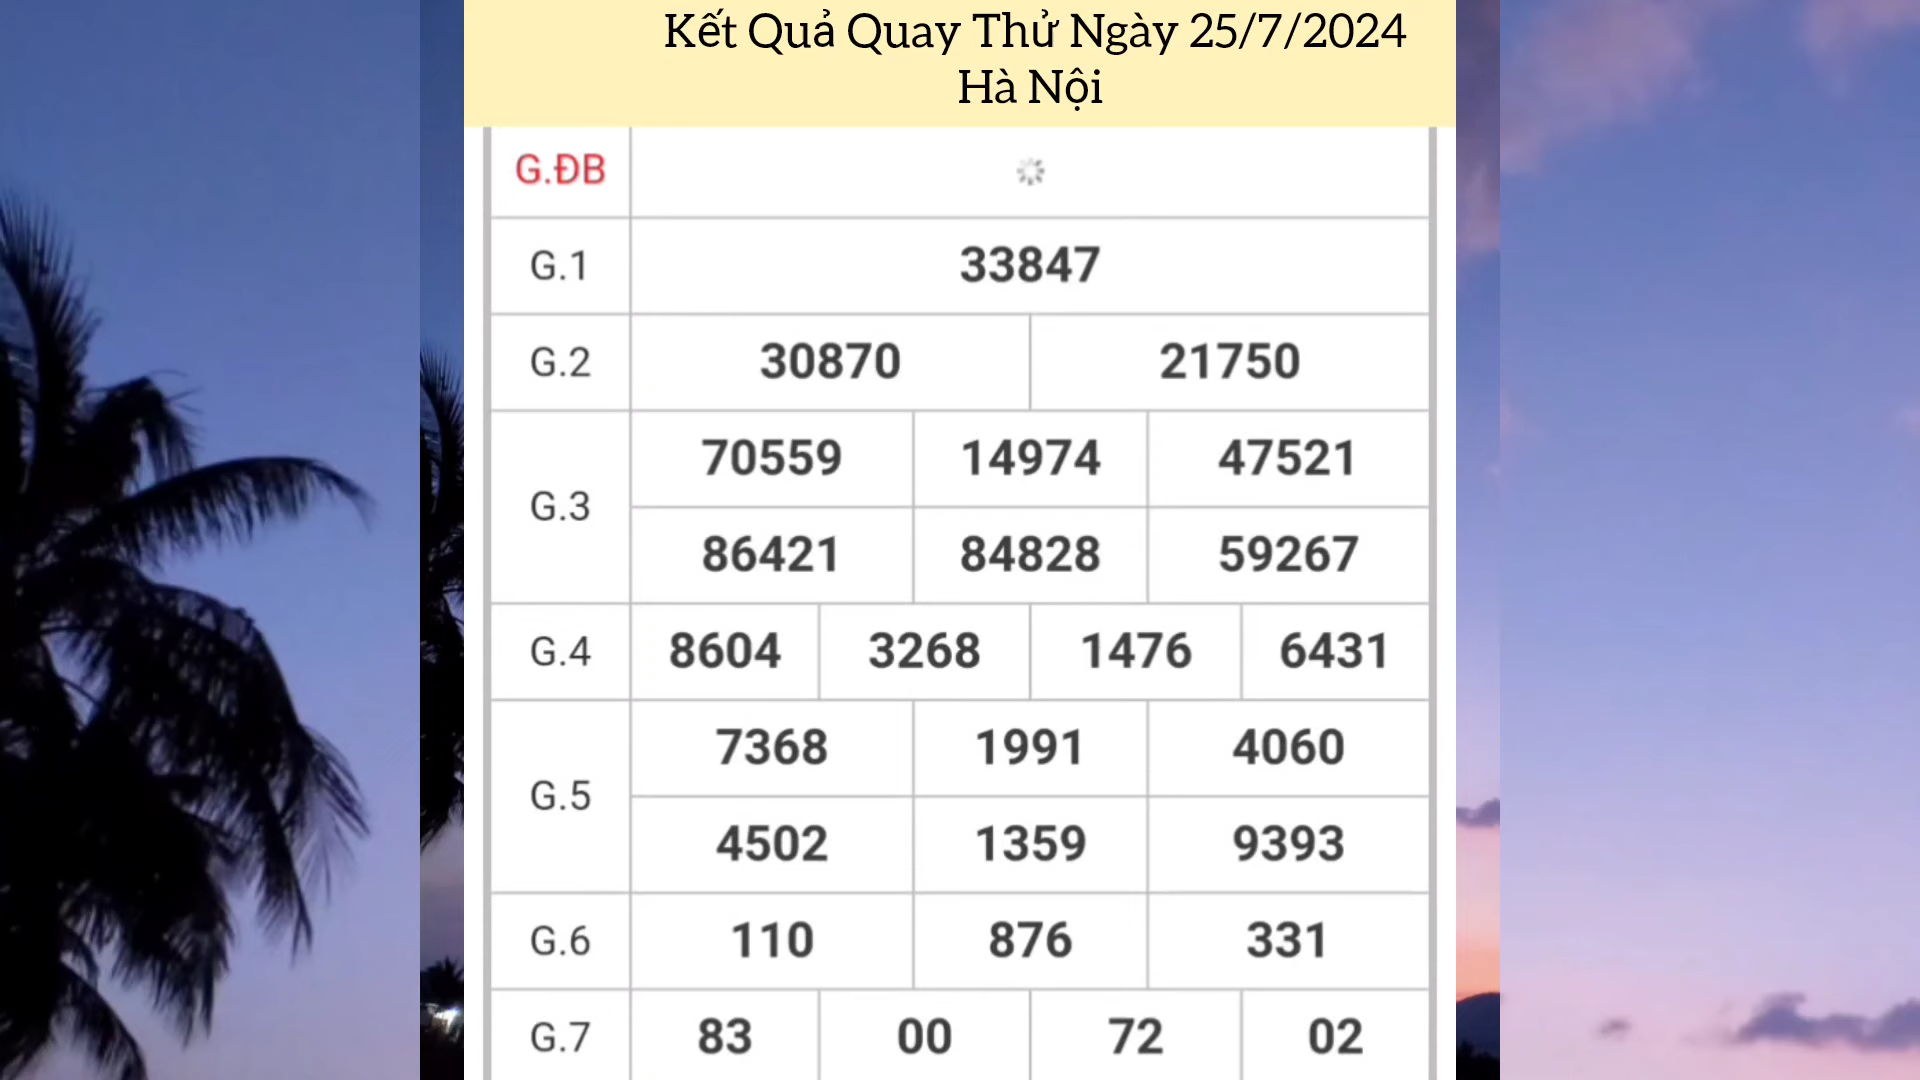 Kết Quả Quay Thử Ngày 25/7/2024
Hà Nội
G.ĐB
G.1 33847
G.2 30870 21750
G.3 70559 14974 47521
86421 84828 59267
G.4 8604 3268 1476 6431
G.5 7368 1991 4060
4502 1359 9393
G.6 110 876 331
G.7 83 00 72 02